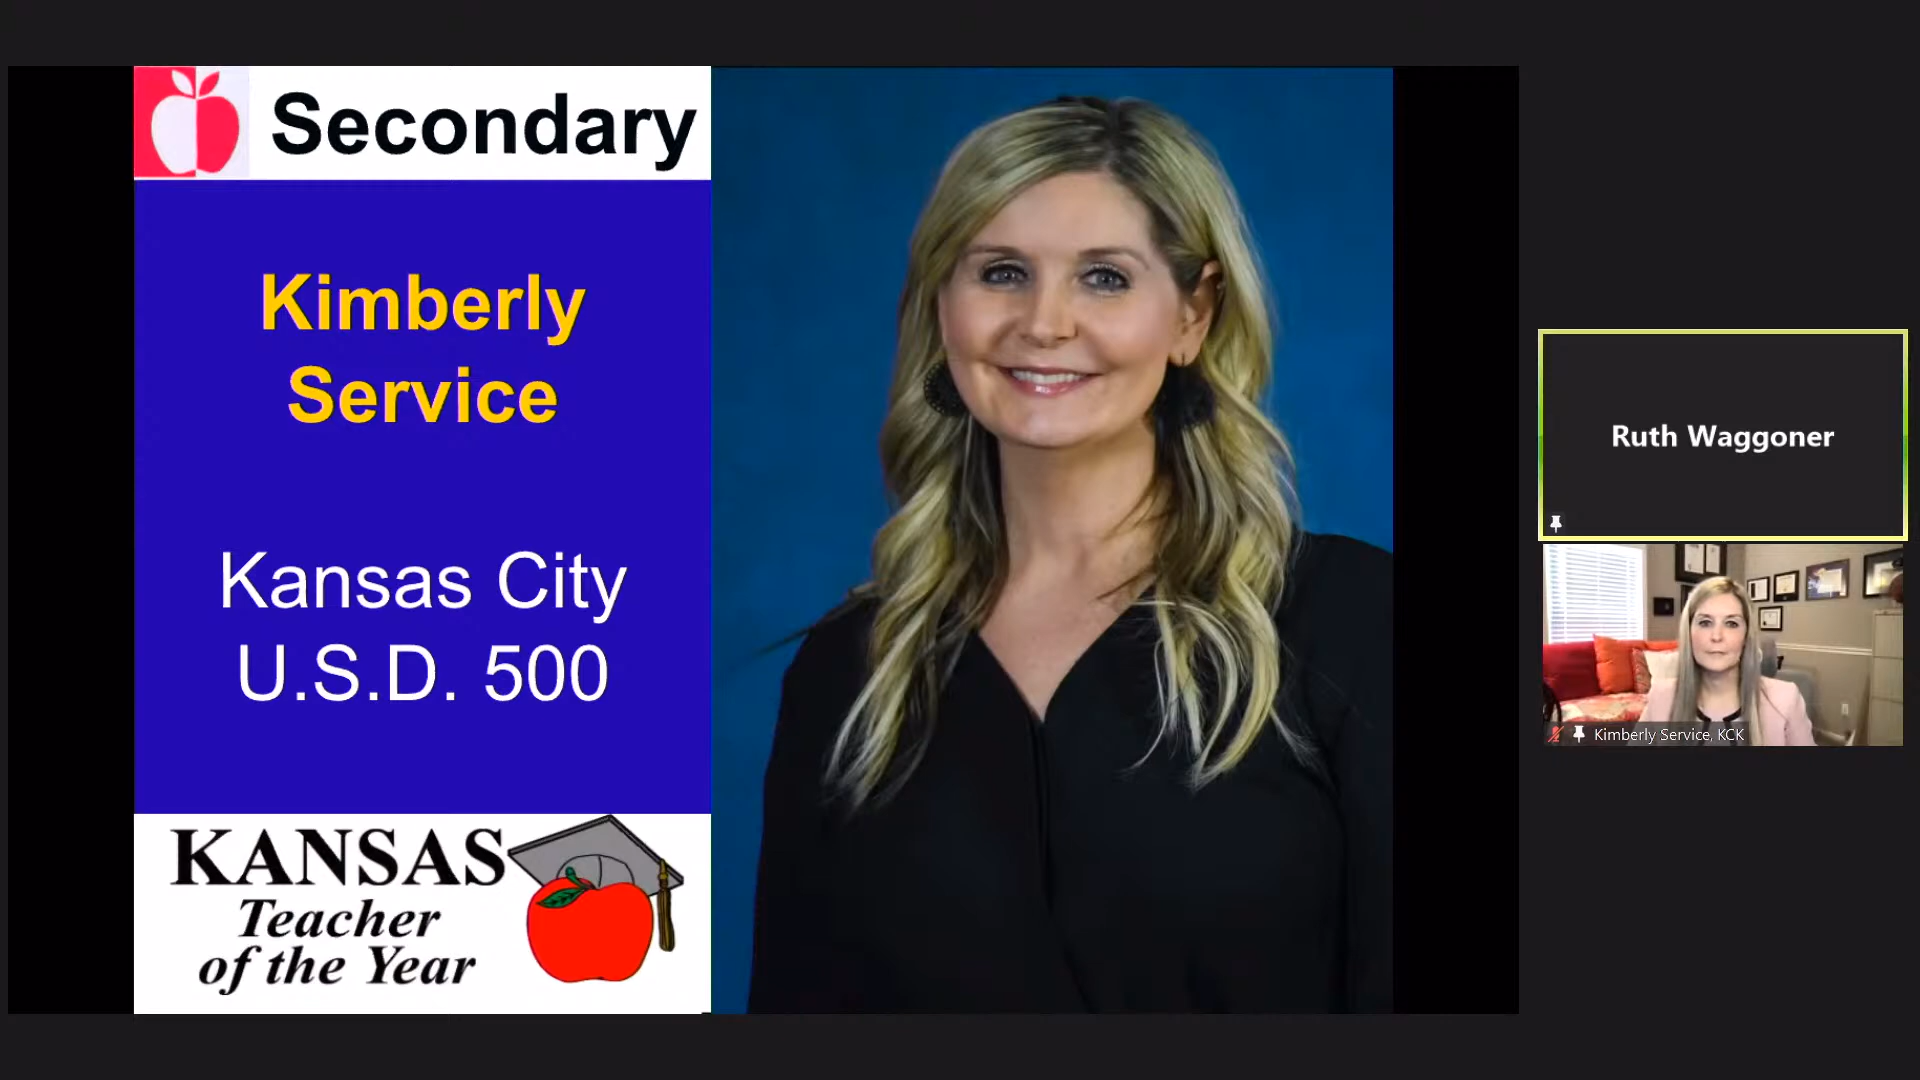 Secondary
Kimberly
Service
Kansas City
U.S.D. 500
KANSAS
Teacher
of the Year
Ruth Waggoner
Kimberly Service, KCK